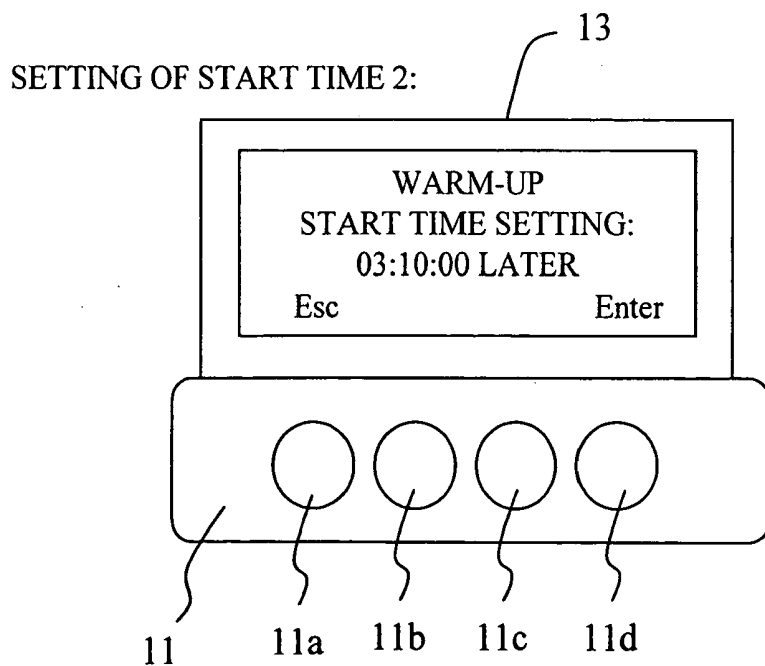 13
SETTING OF START TIME 2:
WARM-UP
START TIME SETTING:
03:10:00 LATER
Esc Enter
11 11a 11b 11c 11d